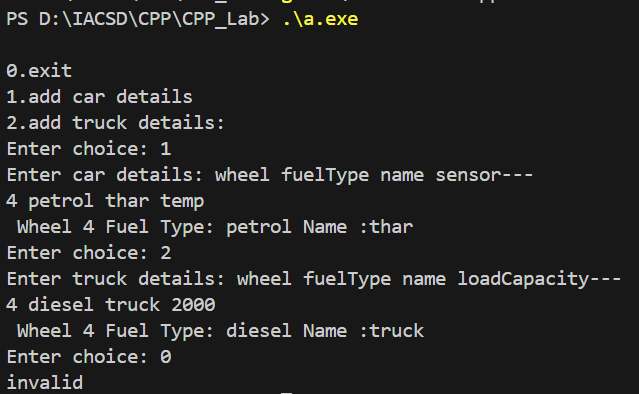 PS D:\IACSD\CPP\CPP_Lab> .\a.exe
0.exit
1.add car details
2.add truck details:
Enter choice: 1
Enter car details: wheel fuelType name sensor---
4 petrol thar temp
 Wheel 4 Fuel Type: petrol Name :thar
Enter choice: 2
Enter truck details: wheel fuelType name loadCapacity---
4 diesel truck 2000
 Wheel 4 Fuel Type: diesel Name :truck
Enter choice: 0
invalid